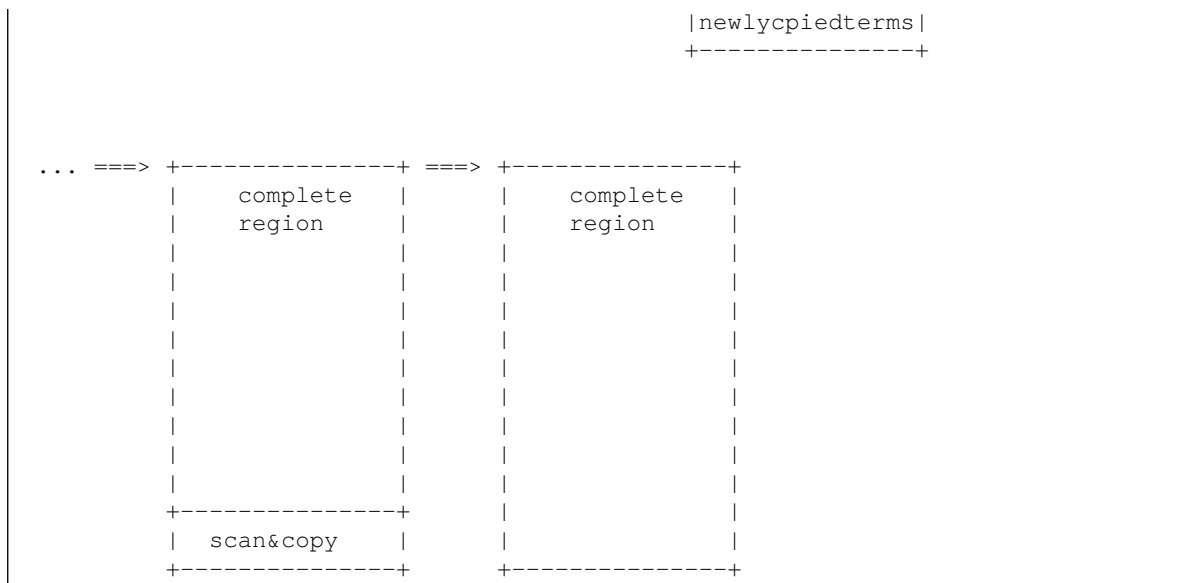 |newlycpiedterms|
+---------------+
... ===> +---------------+ ===> +---------------+
| complete | | complete |
| region | | region |
| | | |
| | | |
| | | |
| | | |
| | | |
| | | |
| | | |
| | | |
| | | |
+---------------+ | |
| scan&copy | | |
+---------------+ +---------------+